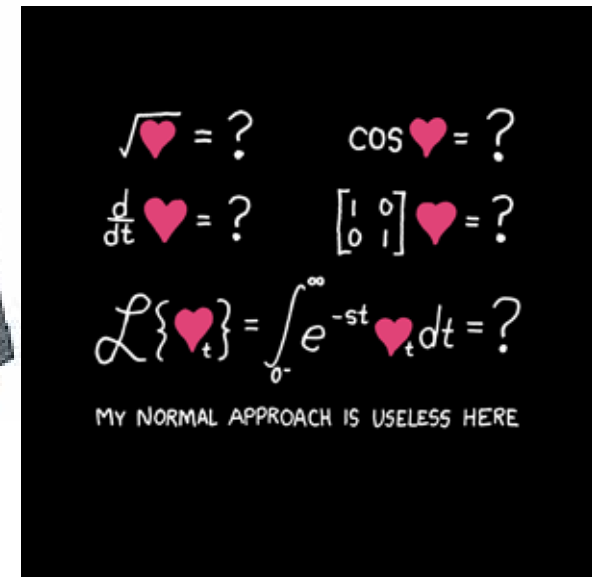 √♥ = ? cos ♥ = ?
d/dt ♥ = ? [1 0 0 1] ♥ = ?
ℒ{♥t} = ∫0-^∞ e^-st ♥t dt = ?
MY NORMAL APPROACH IS USELESS HERE